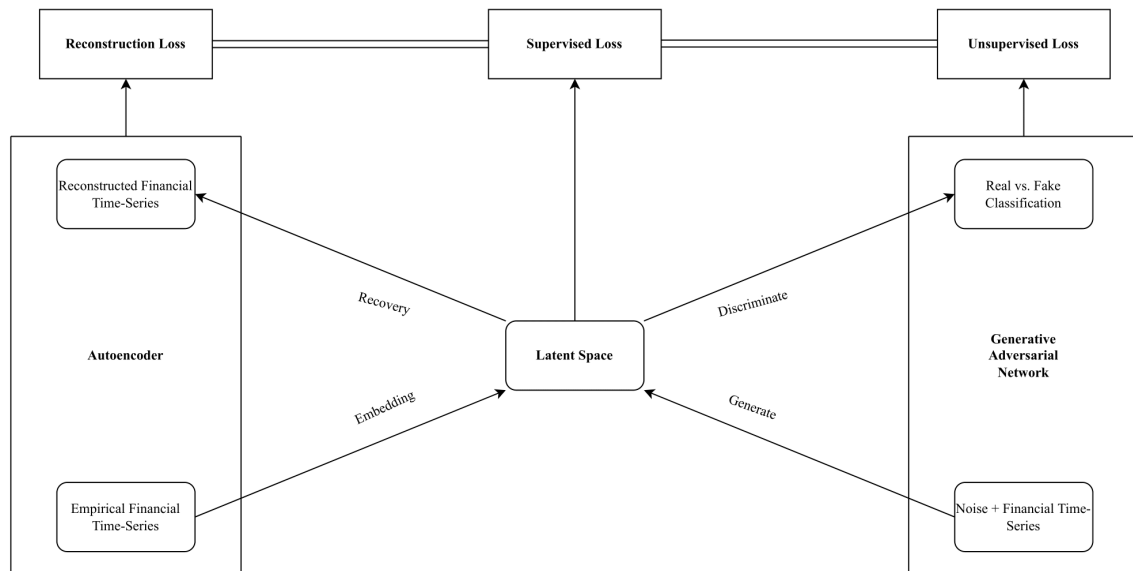 Reconstruction Loss
Supervised Loss
Unsupervised Loss
Reconstructed Financial
Time-Series
Real vs. Fake
Classification
Recovery
Discriminate
Autoencoder
Latent Space
Generative
Adversarial
Network
Embedding
Generate
Empirical Financial
Time-Series
Noise + Financial Time-
Series